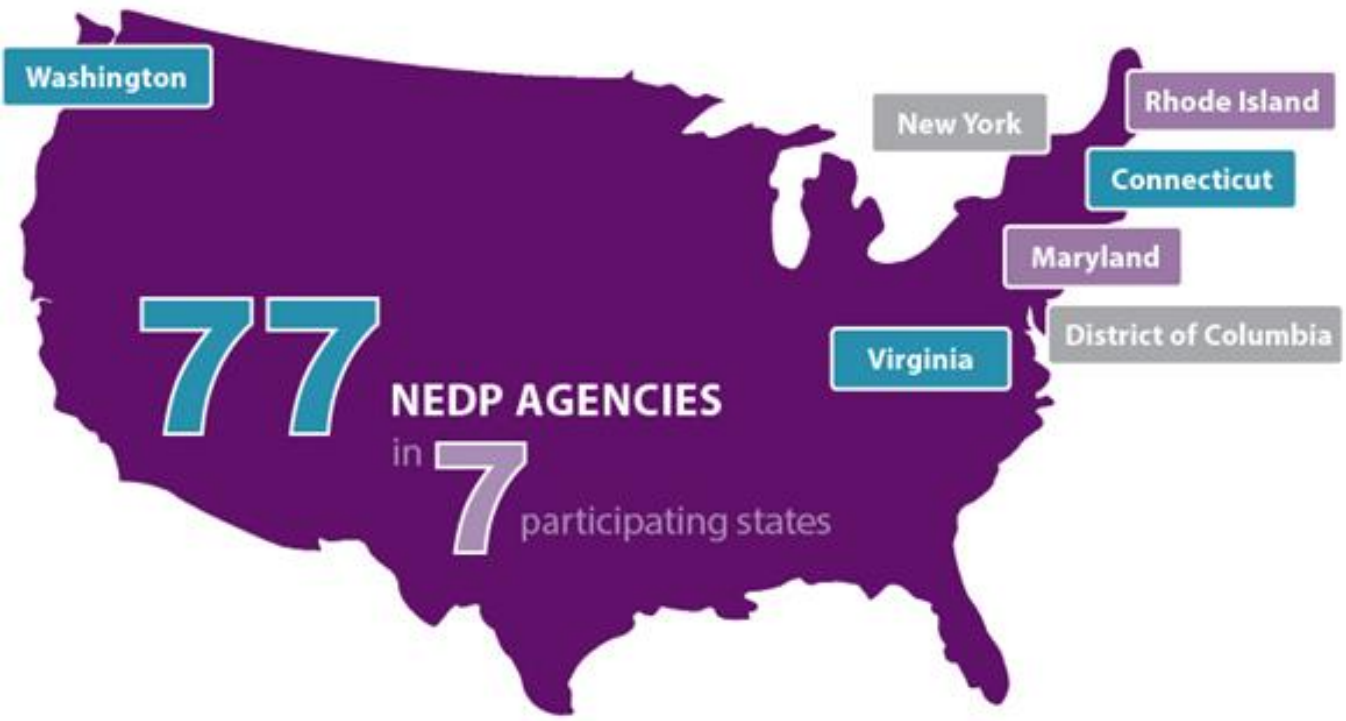 Washington
New York
Rhode Island
Connecticut
Maryland
District of Columbia
Virginia
77
NEDP AGENCIES
in 7
participating states